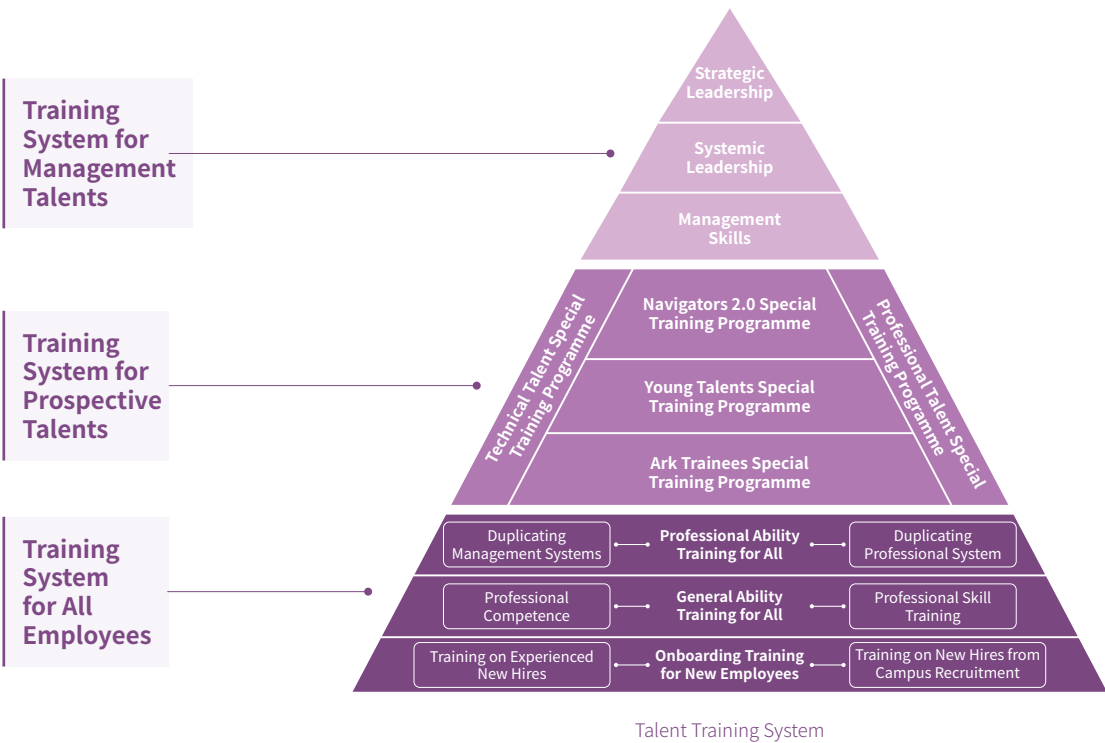 Training
System for
Management
Talents
Strategic
Leadership
Systemic
Leadership
Management
Skills
Training
System for
Prospective
Talents
Technical Talent Special
Training Programme
Navigators 2.0 Special
Training Programme
Young Talents Special
Training Programme
Ark Trainees Special
Training Programme
Professional Talent Special
Training Programme
Training
System
for All
Employees
Duplicating
Management Systems
Professional Ability
Training for All
Duplicating
Professional System
Professional
Competence
General Ability
Training for All
Professional Skill
Training
Training on Experienced
New Hires
Onboarding Training
for New Employees
Training on New Hires from
Campus Recruitment
Talent Training System